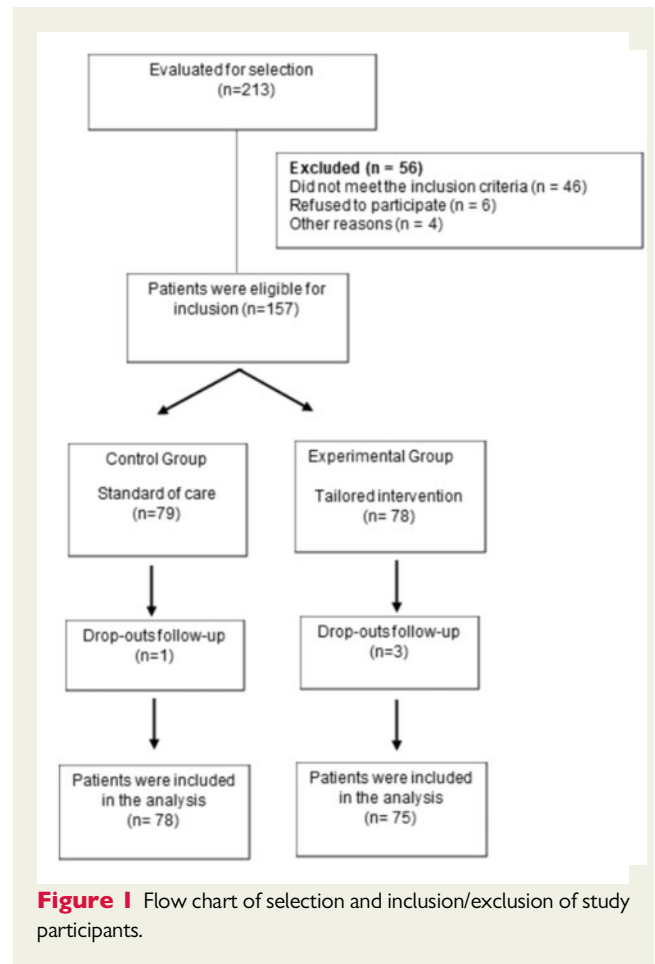 Evaluated for selection
(n=213)
Excluded (n = 56)
Did not meet the inclusion criteria (n = 46)
Refused to participate (n = 6)
Other reasons (n = 4)
Patients were eligible for
inclusion (n=157)
Control Group
Standard of care
(n=79)
Experimental Group
Tailored intervention
(n= 78)
Drop-outs follow-up
(n=1)
Drop-outs follow-up
(n=3)
Patients were included
in the analysis
(n= 78)
Patients were included
in the analysis
(n= 75)
Figure 1 Flow chart of selection and inclusion/exclusion of study
participants.